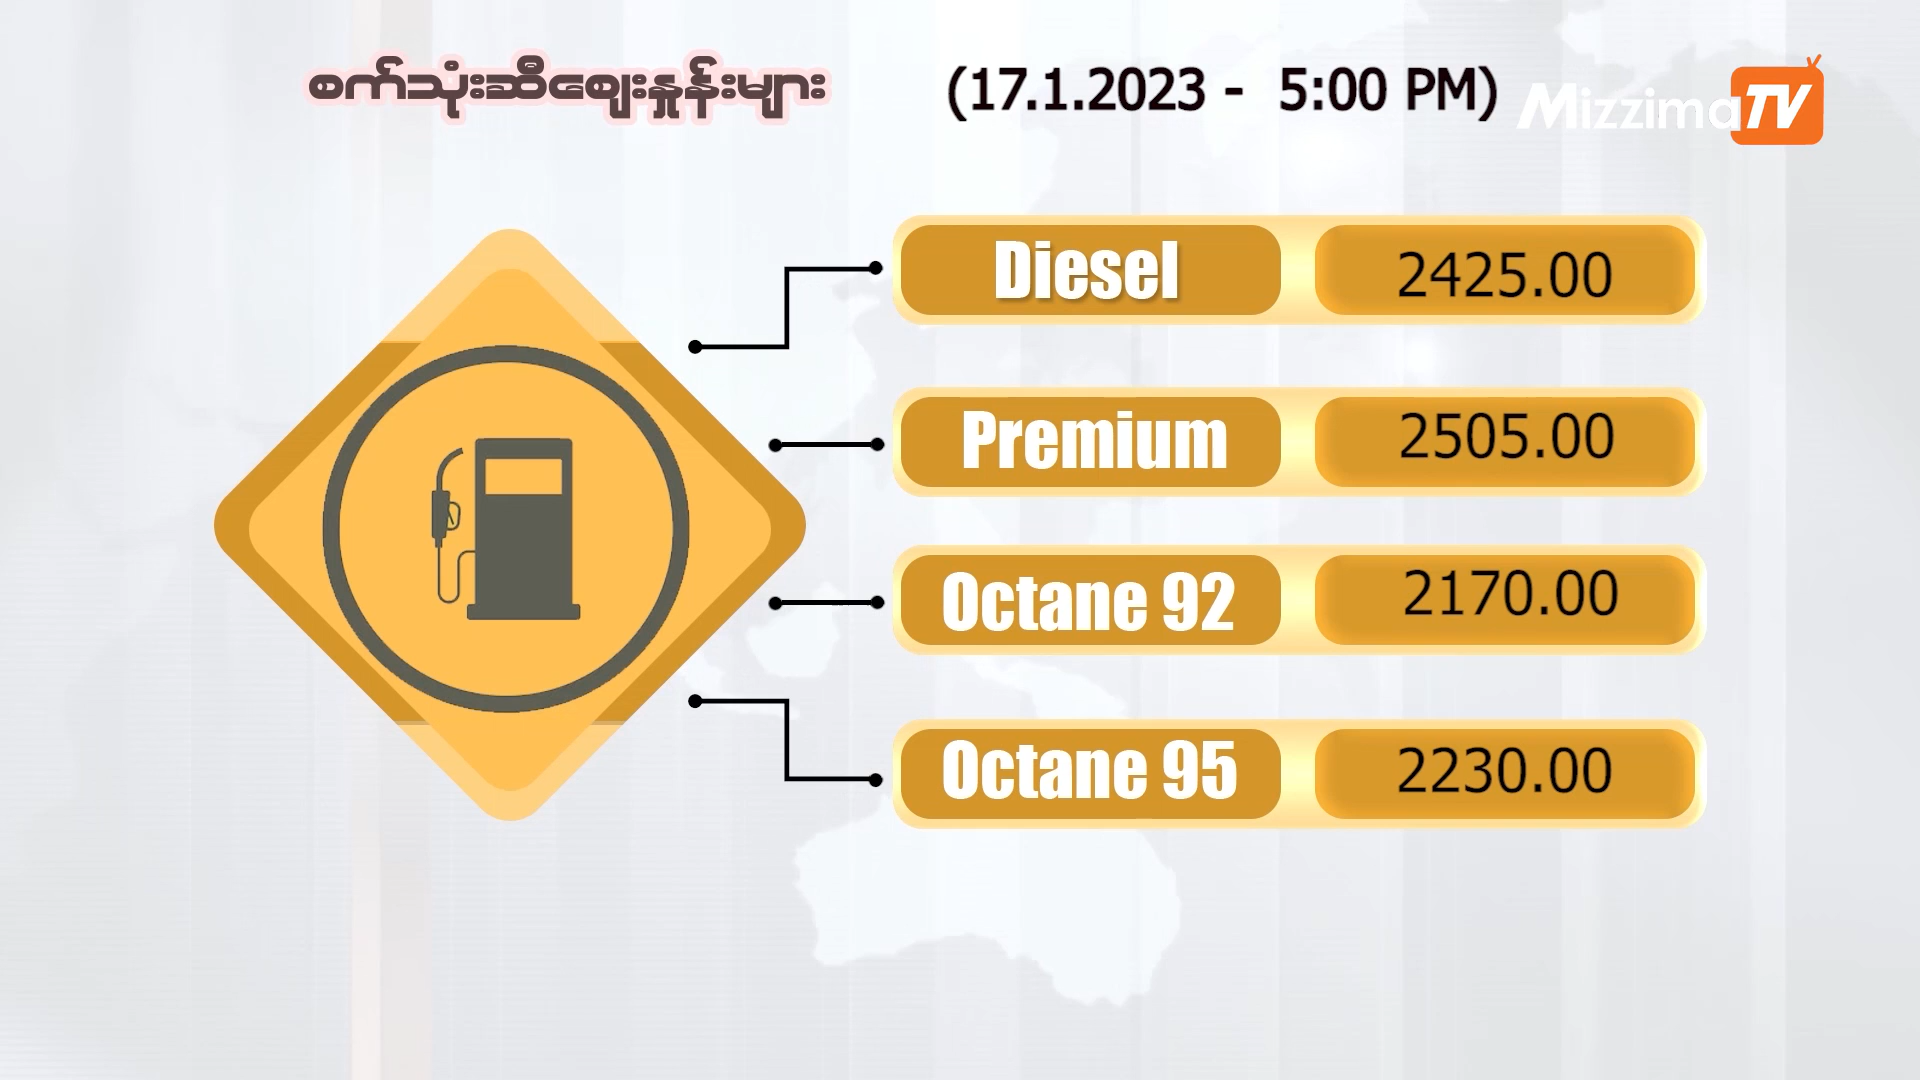 စက်သုံးဆီဈေးနှုန်းများ (17.1.2023 - 5:00 PM) MizzimaTV
Diesel 2425.00
Premium 2505.00
Octane 92 2170.00
Octane 95 2230.00